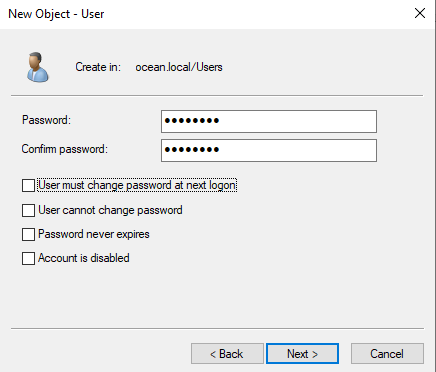 New Object - User
Create in: ocean.local/Users
Password: ●●●●●●●●
Confirm password: ●●●●●●●●
User must change password at next logon
User cannot change password
Password never expires
Account is disabled
< Back Next > Cancel